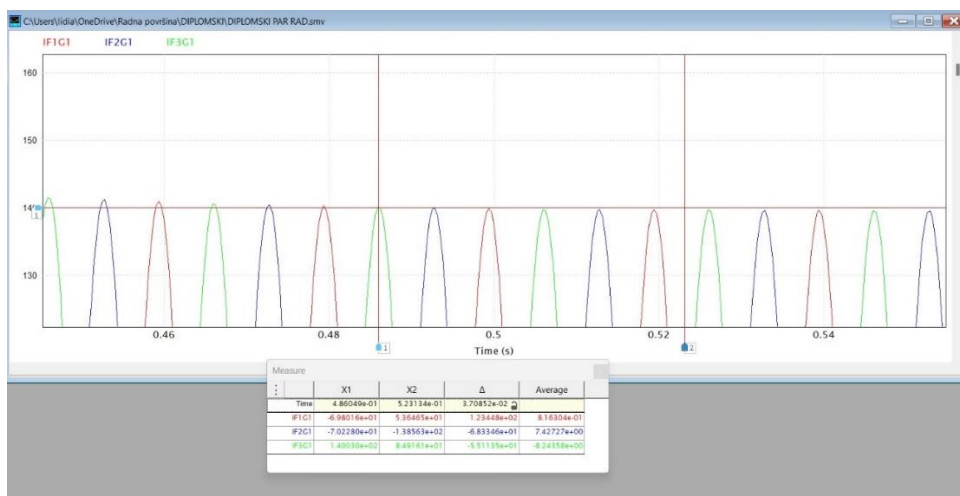 C:\Users\lidia\OneDrive\Radna površina\DIPLOMSKI\DIPLOMSKI PAR RAD.smv
IF1G1 IF2G1 IF3G1
160
150
14
1
130
0.46 0.48 0.5 0.52 0.54
1 2
Time (s)
Measure
X1 X2 Δ Average
Time 4.86049e-01 5.23134e-01 3.70852e-02
IF1G1 -6.98016e+01 5.36465e+01 1.23448e+02 8.16304e-01
IF2G1 -7.02280e+01 -1.38563e+02 -6.83346e+01 7.42727e+00
IF3G1 1.40030e+02 8.49161e+01 -5.51135e+01 -8.24358e+00